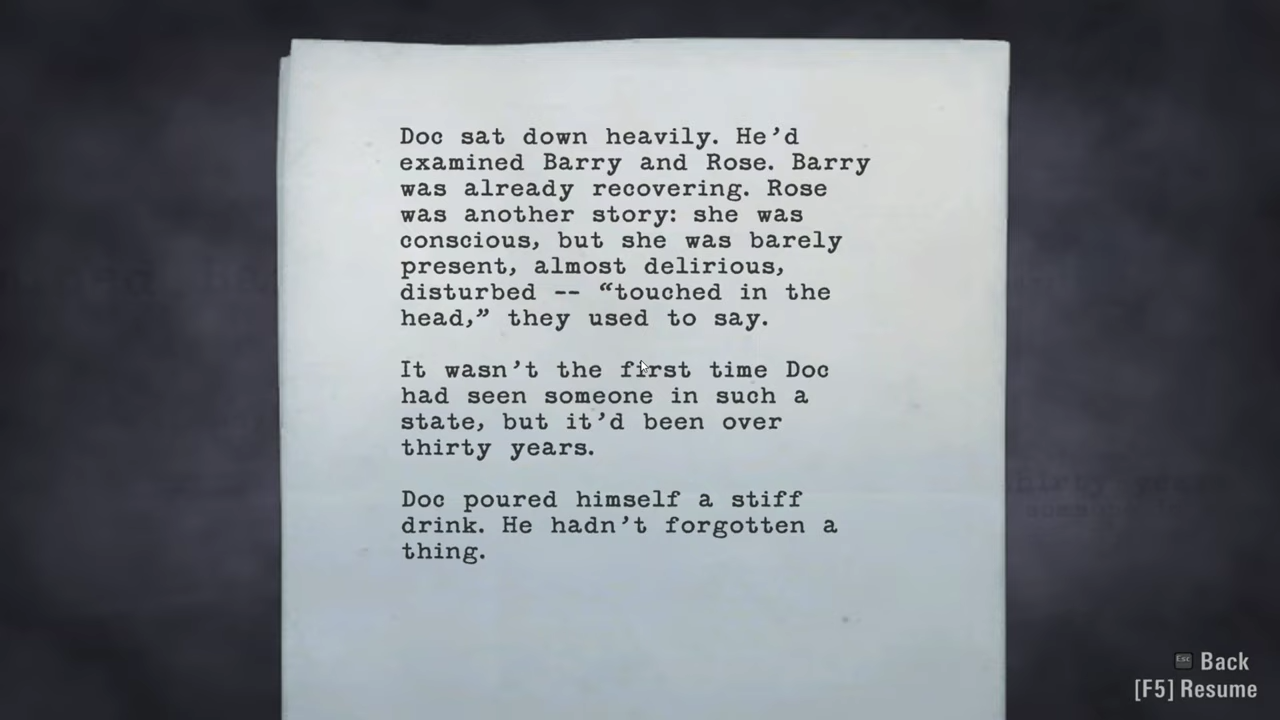 Doc sat down heavily. He’d
examined Barry and Rose. Barry
was already recovering. Rose
was another story: she was
conscious, but she was barely
present, almost delirious,
disturbed -- “touched in the
head,” they used to say.
It wasn’t the first time Doc
had seen someone in such a
state, but it’d been over
thirty years.
Doc poured himself a stiff
drink. He hadn’t forgotten a
thing.
Esc Back
[F5] Resume